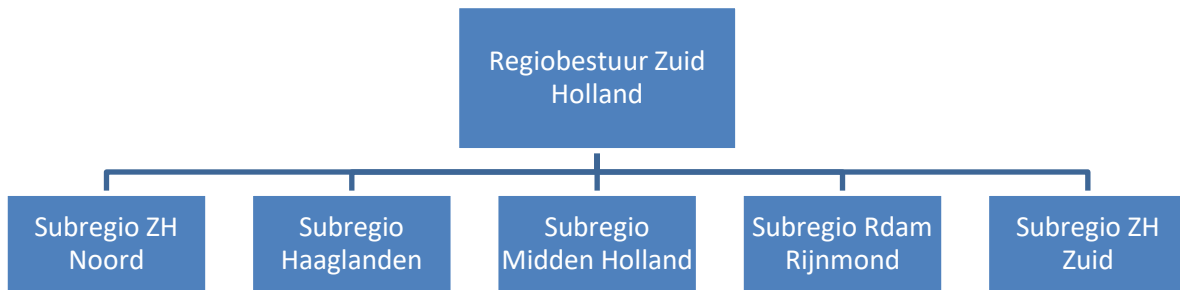 Regiobestuur Zuid
Holland
Subregio ZH
Noord
Subregio
Haaglanden
Subregio
Midden Holland
Subregio Rdam
Rijnmond
Subregio ZH
Zuid